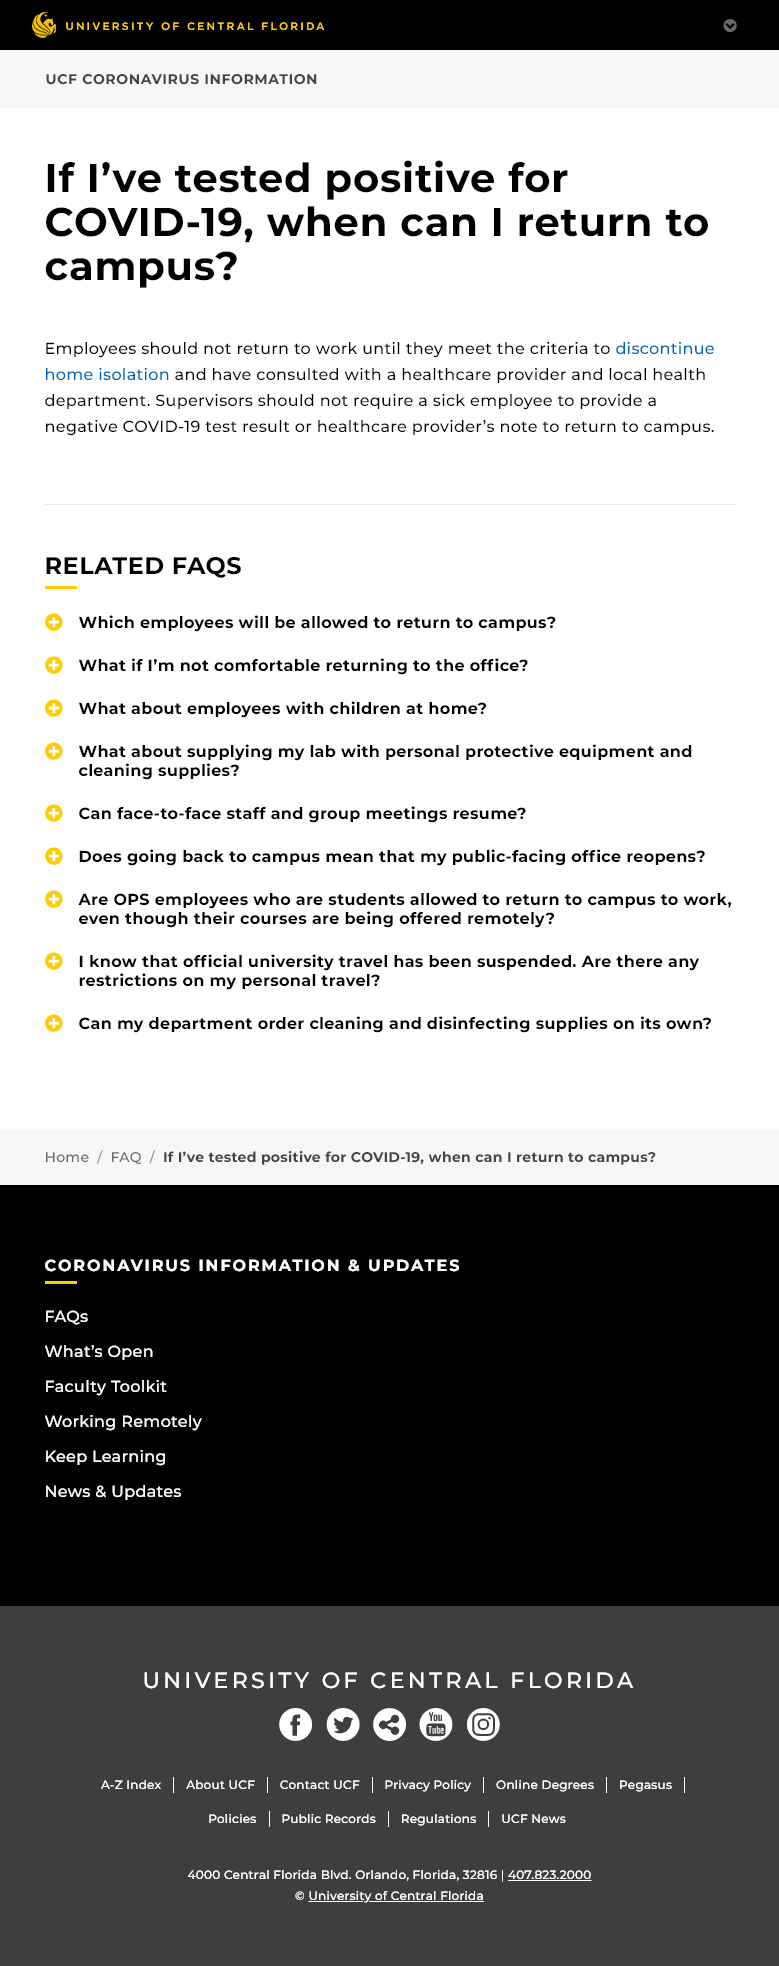 UNIVERSITY OF CENTRAL FLORIDA
UCF CORONAVIRUS INFORMATION
If I’ve tested positive for
COVID-19, when can I return to
campus?
Employees should not return to work until they meet the criteria to discontinue
home isolation and have consulted with a healthcare provider and local health
department. Supervisors should not require a sick employee to provide a
negative COVID-19 test result or healthcare provider’s note to return to campus.
RELATED FAQS
Which employees will be allowed to return to campus?
What if I’m not comfortable returning to the office?
What about employees with children at home?
What about supplying my lab with personal protective equipment and
cleaning supplies?
Can face-to-face staff and group meetings resume?
Does going back to campus mean that my public-facing office reopens?
Are OPS employees who are students allowed to return to campus to work,
even though their courses are being offered remotely?
I know that official university travel has been suspended. Are there any
restrictions on my personal travel?
Can my department order cleaning and disinfecting supplies on its own?
Home / FAQ / If I’ve tested positive for COVID-19, when can I return to campus?
CORONAVIRUS INFORMATION & UPDATES
FAQs
What’s Open
Faculty Toolkit
Working Remotely
Keep Learning
News & Updates
UNIVERSITY OF CENTRAL FLORIDA
You
Tube
A-Z Index | About UCF | Contact UCF | Privacy Policy | Online Degrees | Pegasus |
Policies | Public Records | Regulations | UCF News
4000 Central Florida Blvd. Orlando, Florida, 32816 | 407.823.2000
© University of Central Florida